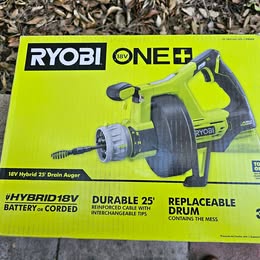 RYOBI 18V ONE+
RYOBI
18V Hybrid 25' Drain Auger
HYBRID18V
BATTERY OR CORDED
DURABLE 25'
REINFORCED CABLE WITH
INTERCHANGEABLE TIPS
REPLACEABLE
DRUM
CONTAINS THE MESS